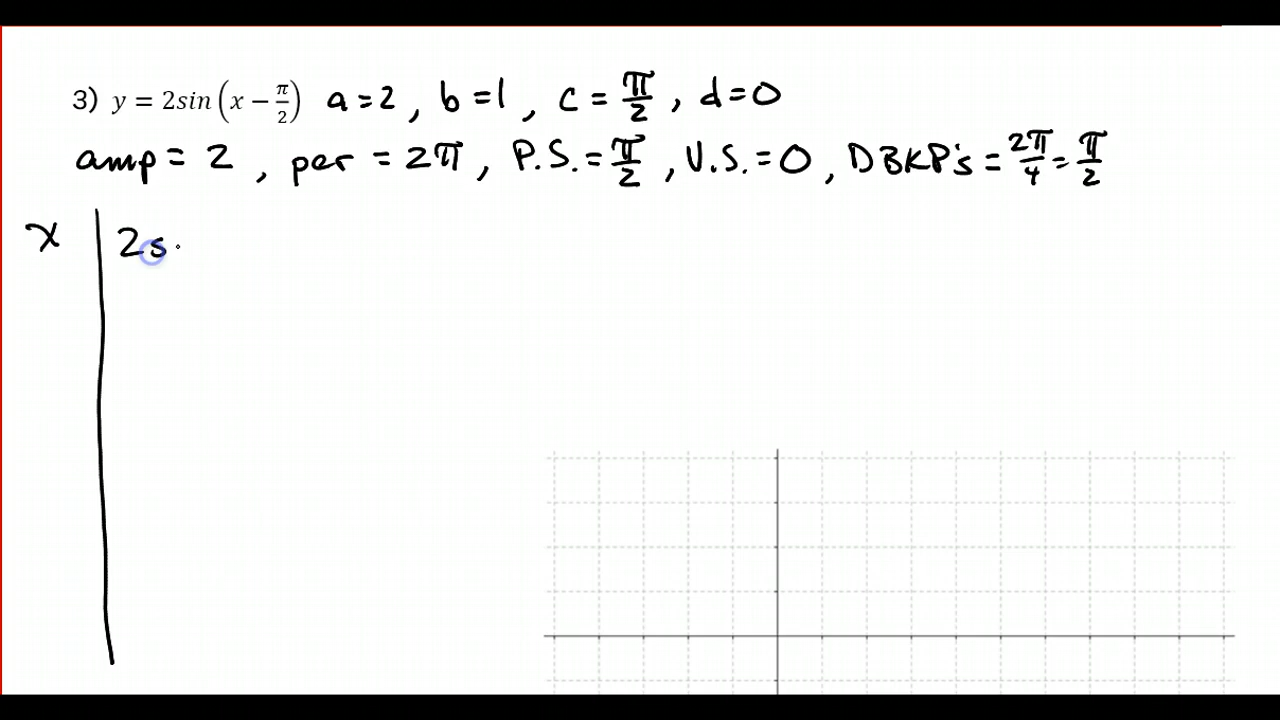 3) y = 2sin(x − π/2) a = 2, b = 1, c = π/2, d = 0
amp = 2, per = 2π, P.S. = π/2, V.S. = 0, DBKP's = 2π/4 = π/2
x | 2s.